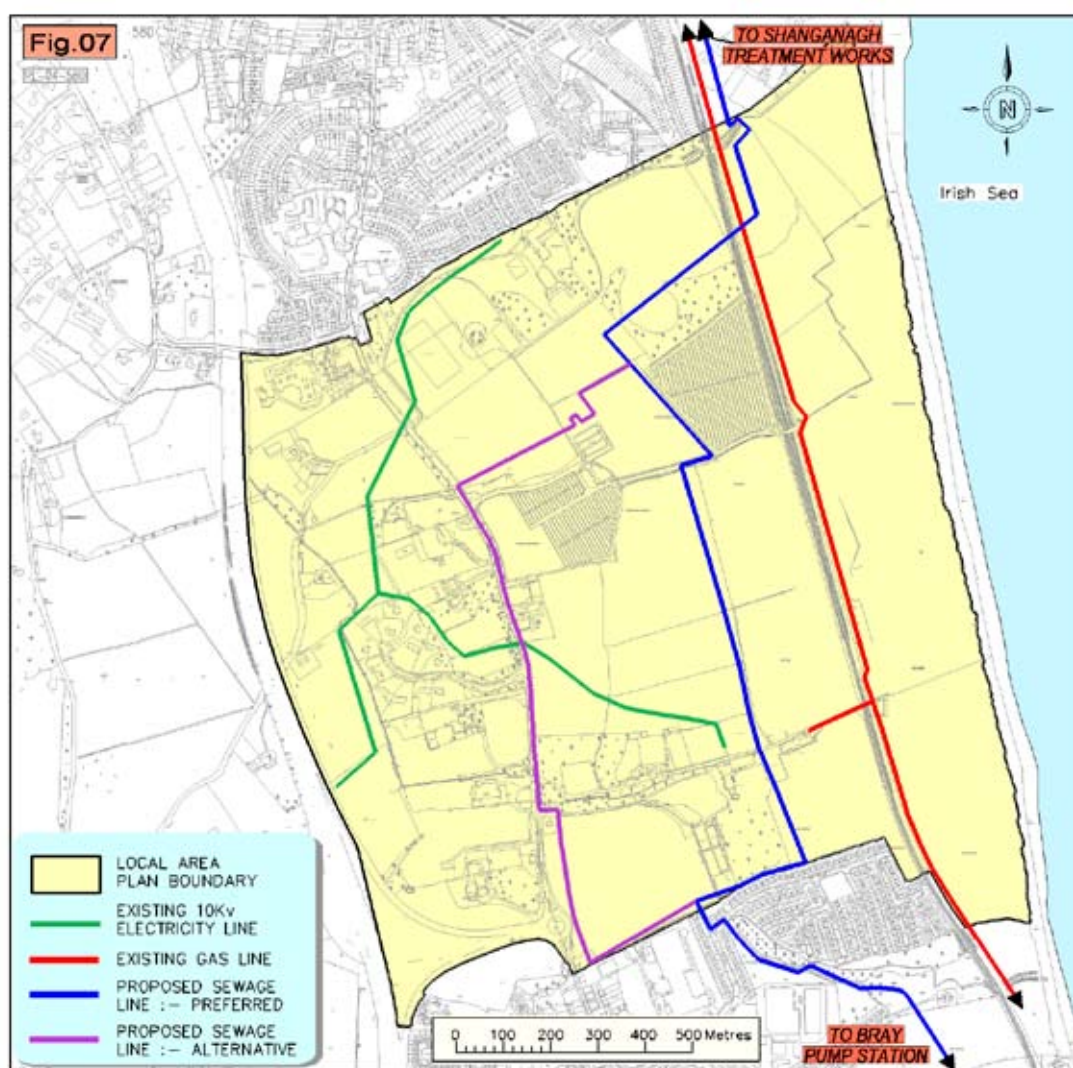 Fig.07
580
TO SHANGANAGH
TREATMENT WORKS
N
Irish Sea
LOCAL AREA
PLAN BOUNDARY
EXISTING 10Kv
ELECTRICITY LINE
EXISTING GAS LINE
PROPOSED SEWAGE
LINE :- PREFERRED
PROPOSED SEWAGE
LINE :- ALTERNATIVE
0 100 200 300 400 500 Metres
TO BRAY
PUMP STATION